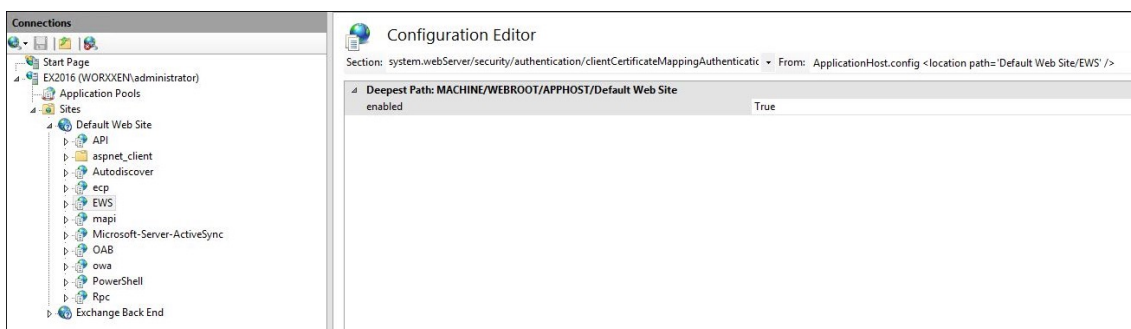 Connections
Start Page
EX2016 (WORXXEN\administrator)
Application Pools
Sites
Default Web Site
API
aspnet_client
Autodiscover
ecp
EWS
mapi
Microsoft-Server-ActiveSync
OAB
owa
PowerShell
Rpc
Exchange Back End
Configuration Editor
Section: system.webServer/security/authentication/clientCertificateMappingAuthenticatic From: ApplicationHost.config <location path='Default Web Site/EWS' />
Deepest Path: MACHINE/WEBROOT/APPHOST/Default Web Site
enabled True